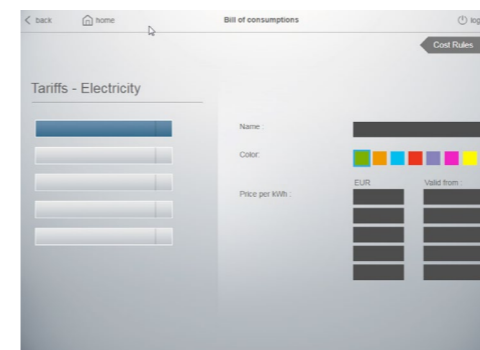 back home Bill of consumptions log
Cost Rules
Tariffs - Electricity
Name :
Color:
EUR Valid from :
Price per kWh :